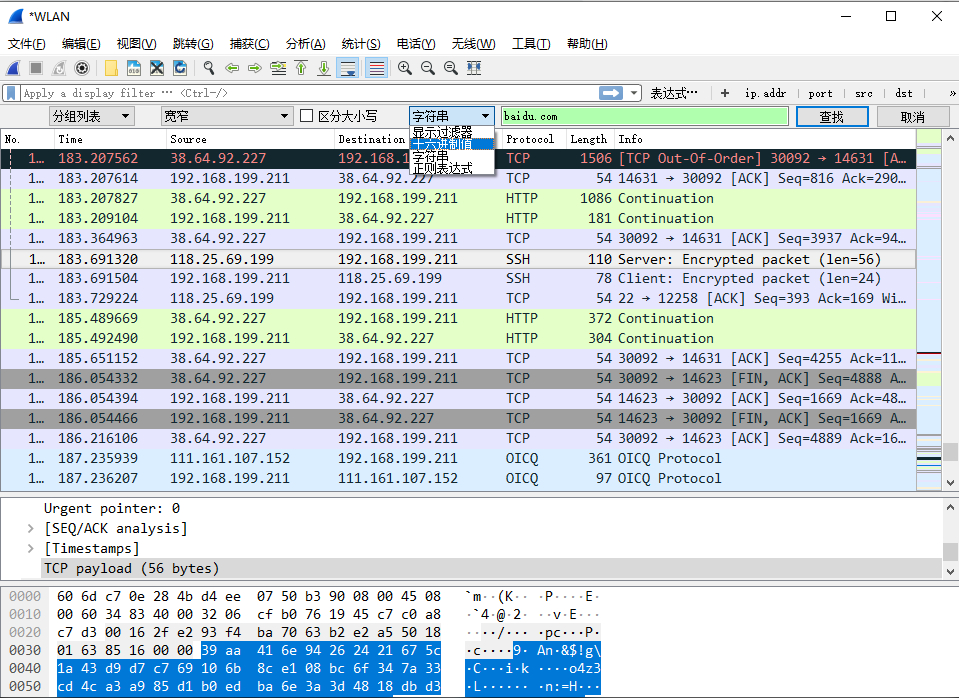 *WLAN
文件(F) 编辑(E) 视图(V) 跳转(G) 捕获(C) 分析(A) 统计(S) 电话(Y) 无线(W) 工具(T) 帮助(H)
Apply a display filter ··· <Ctrl-/> 表达式··· + ip.addr port src dst »
分组列表 宽窄 区分大小写 字符串 baidu.com 查找 取消
显示过滤器
十六进制值
字符串
正则表达式
No. Time Source Destination Protocol Length Info
1… 183.207562 38.64.92.227 192.168.1 TCP 1506 [TCP Out-Of-Order] 30092 → 14631 [A…
1… 183.207614 192.168.199.211 38.64.92.227 TCP 54 14631 → 30092 [ACK] Seq=816 Ack=290…
1… 183.207827 38.64.92.227 192.168.199.211 HTTP 1086 Continuation
1… 183.209104 192.168.199.211 38.64.92.227 HTTP 181 Continuation
1… 183.364963 38.64.92.227 192.168.199.211 TCP 54 30092 → 14631 [ACK] Seq=3937 Ack=94…
1… 183.691320 118.25.69.199 192.168.199.211 SSH 110 Server: Encrypted packet (len=56)
1… 183.691504 192.168.199.211 118.25.69.199 SSH 78 Client: Encrypted packet (len=24)
1… 183.729224 118.25.69.199 192.168.199.211 TCP 54 22 → 12258 [ACK] Seq=393 Ack=169 Wi…
1… 185.489669 38.64.92.227 192.168.199.211 HTTP 372 Continuation
1… 185.492490 192.168.199.211 38.64.92.227 HTTP 304 Continuation
1… 185.651152 38.64.92.227 192.168.199.211 TCP 54 30092 → 14631 [ACK] Seq=4255 Ack=11…
1… 186.054332 38.64.92.227 192.168.199.211 TCP 54 30092 → 14623 [FIN, ACK] Seq=4888 A…
1… 186.054394 192.168.199.211 38.64.92.227 TCP 54 14623 → 30092 [ACK] Seq=1669 Ack=48…
1… 186.054466 192.168.199.211 38.64.92.227 TCP 54 14623 → 30092 [FIN, ACK] Seq=1669 A…
1… 186.216106 38.64.92.227 192.168.199.211 TCP 54 30092 → 14623 [ACK] Seq=4889 Ack=16…
1… 187.235939 111.161.107.152 192.168.199.211 OICQ 361 OICQ Protocol
1… 187.236207 192.168.199.211 111.161.107.152 OICQ 97 OICQ Protocol
Urgent pointer: 0
[SEQ/ACK analysis]
[Timestamps]
TCP payload (56 bytes)
0000 60 6d c7 0e 28 4b d4 ee 07 50 b3 90 08 00 45 08 `m··(K·· ·P····E·
0010 00 60 34 83 40 00 32 06 cf b0 76 19 45 c7 c0 a8 ·`4·@·2· ··v·E···
0020 c7 d3 00 16 2f e2 93 f4 ba 70 63 b2 e2 a5 50 18 ····/··· ·pc···P·
0030 01 63 85 16 00 00 39 aa 41 6e 94 26 24 21 67 5c ·c····9· An·&$!g\
0040 1a 43 d9 d7 c7 69 10 6b 8c e1 08 bc 6f 34 7a 33 ·C···i·k ····o4z3
0050 cd 4c a3 a9 85 d1 b0 ed ba 6e 3a 3d 48 18 db d3 ·L······ ·n:=H···